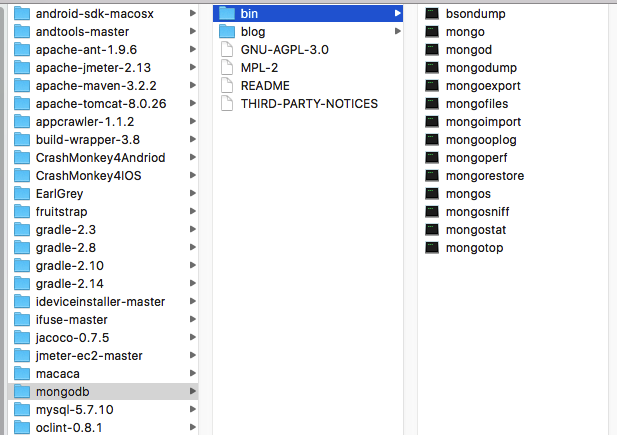 android-sdk-macosx
andtools-master
apache-ant-1.9.6
apache-jmeter-2.13
apache-maven-3.2.2
apache-tomcat-8.0.26
appcrawler-1.1.2
build-wrapper-3.8
CrashMonkey4Andriod
CrashMonkey4IOS
EarlGrey
fruitstrap
gradle-2.3
gradle-2.8
gradle-2.10
gradle-2.14
ideviceinstaller-master
ifuse-master
jacoco-0.7.5
jmeter-ec2-master
macaca
mongodb
mysql-5.7.10
oclint-0.8.1
bin
blog
GNU-AGPL-3.0
MPL-2
README
THIRD-PARTY-NOTICES
bsondump
mongo
mongod
mongodump
mongoexport
mongofiles
mongoimport
mongooplog
mongoperf
mongorestore
mongos
mongosniff
mongostat
mongotop